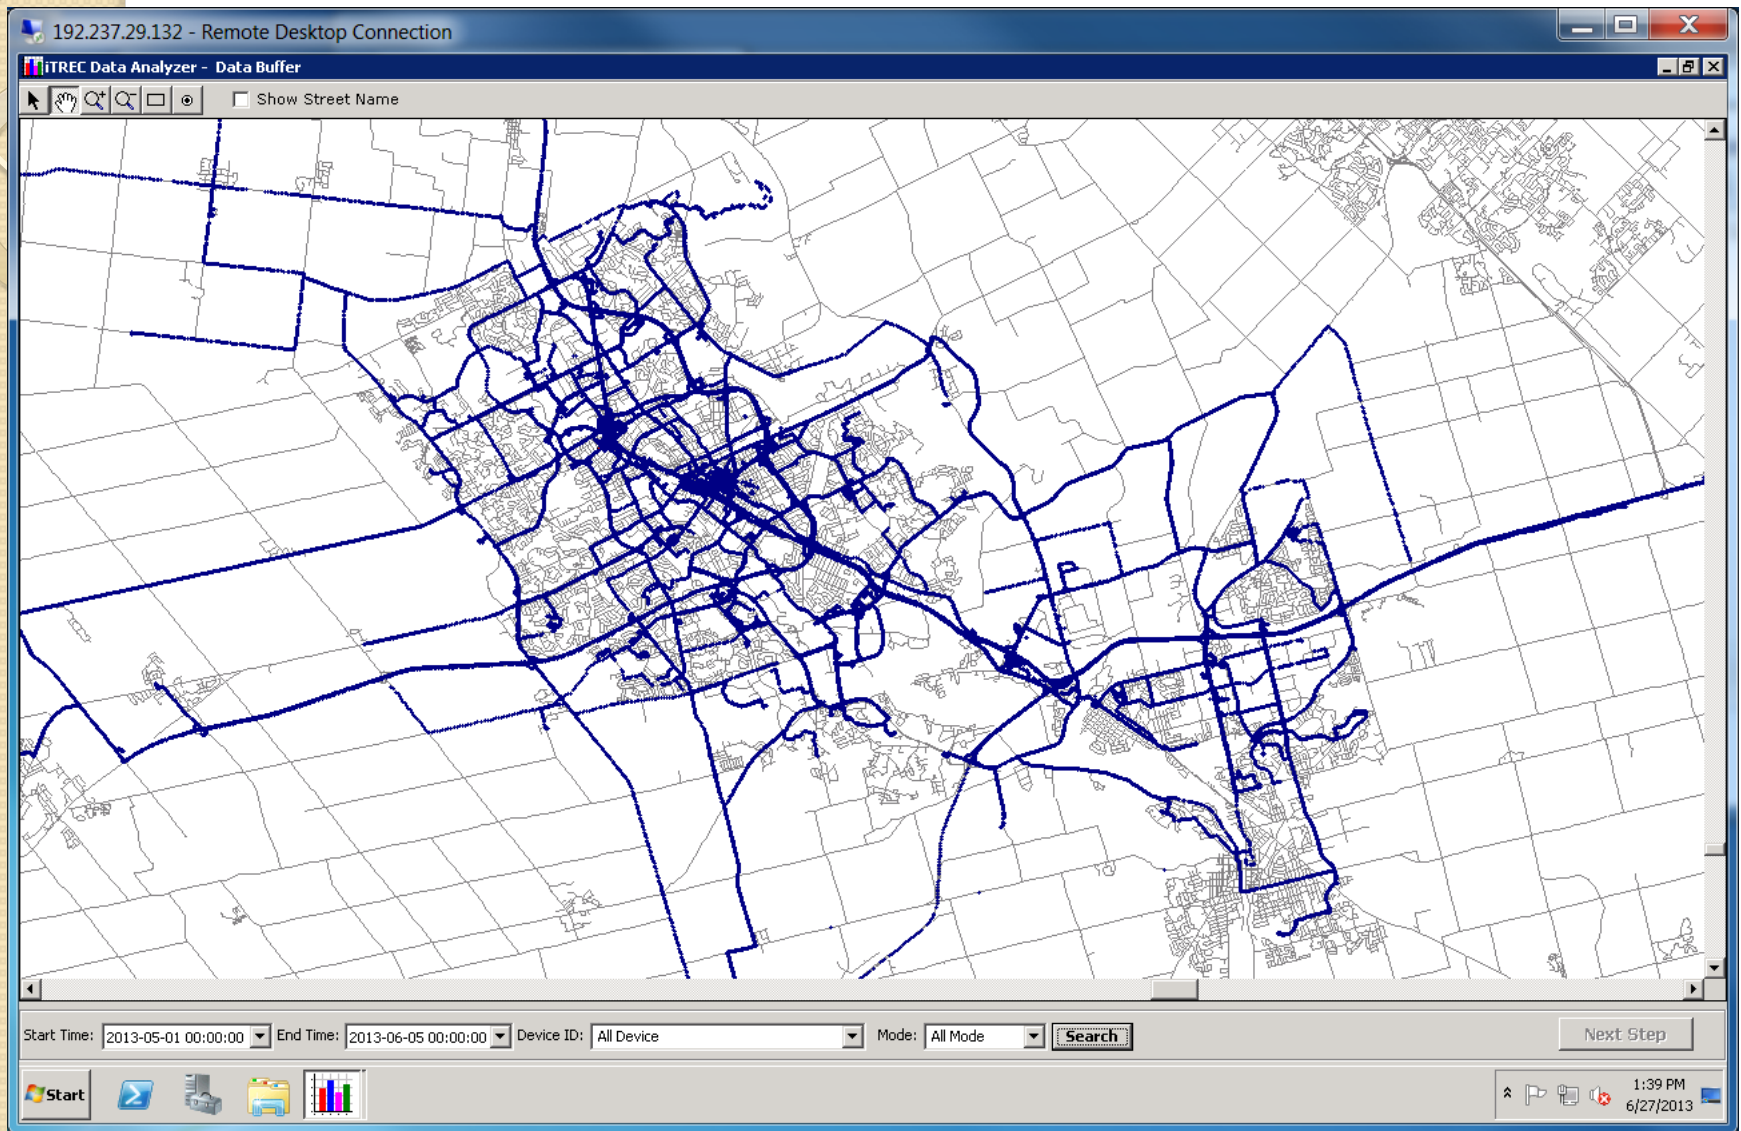 192.237.29.132 - Remote Desktop Connection
iTREC Data Analyzer - Data Buffer
Show Street Name
Start Time: 2013-05-01 00:00:00 End Time: 2013-06-05 00:00:00 Device ID: All Device Mode: All Mode Search Next Step
Start
1:39 PM
6/27/2013